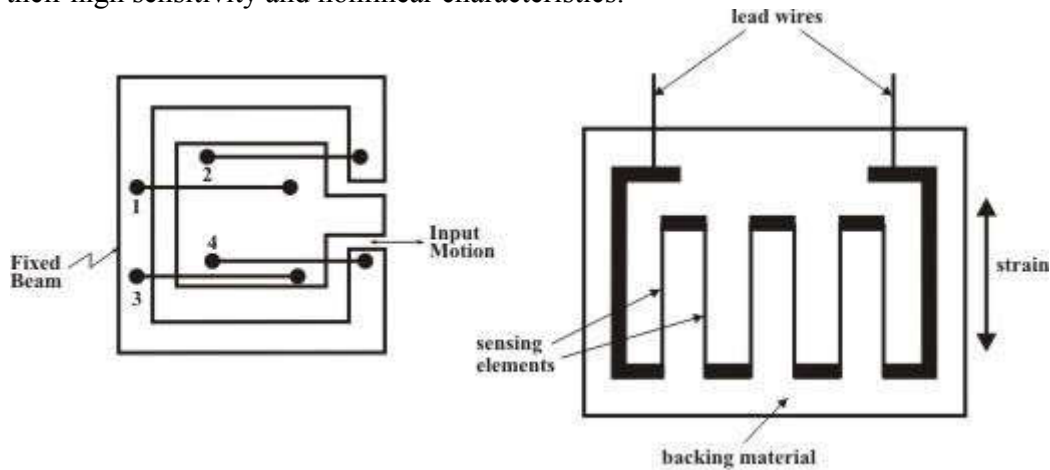 their high sensitivity and nonlinear characteristics.
lead wires
2
1
4
3
Fixed
Beam
Input
Motion
strain
sensing
elements
backing material